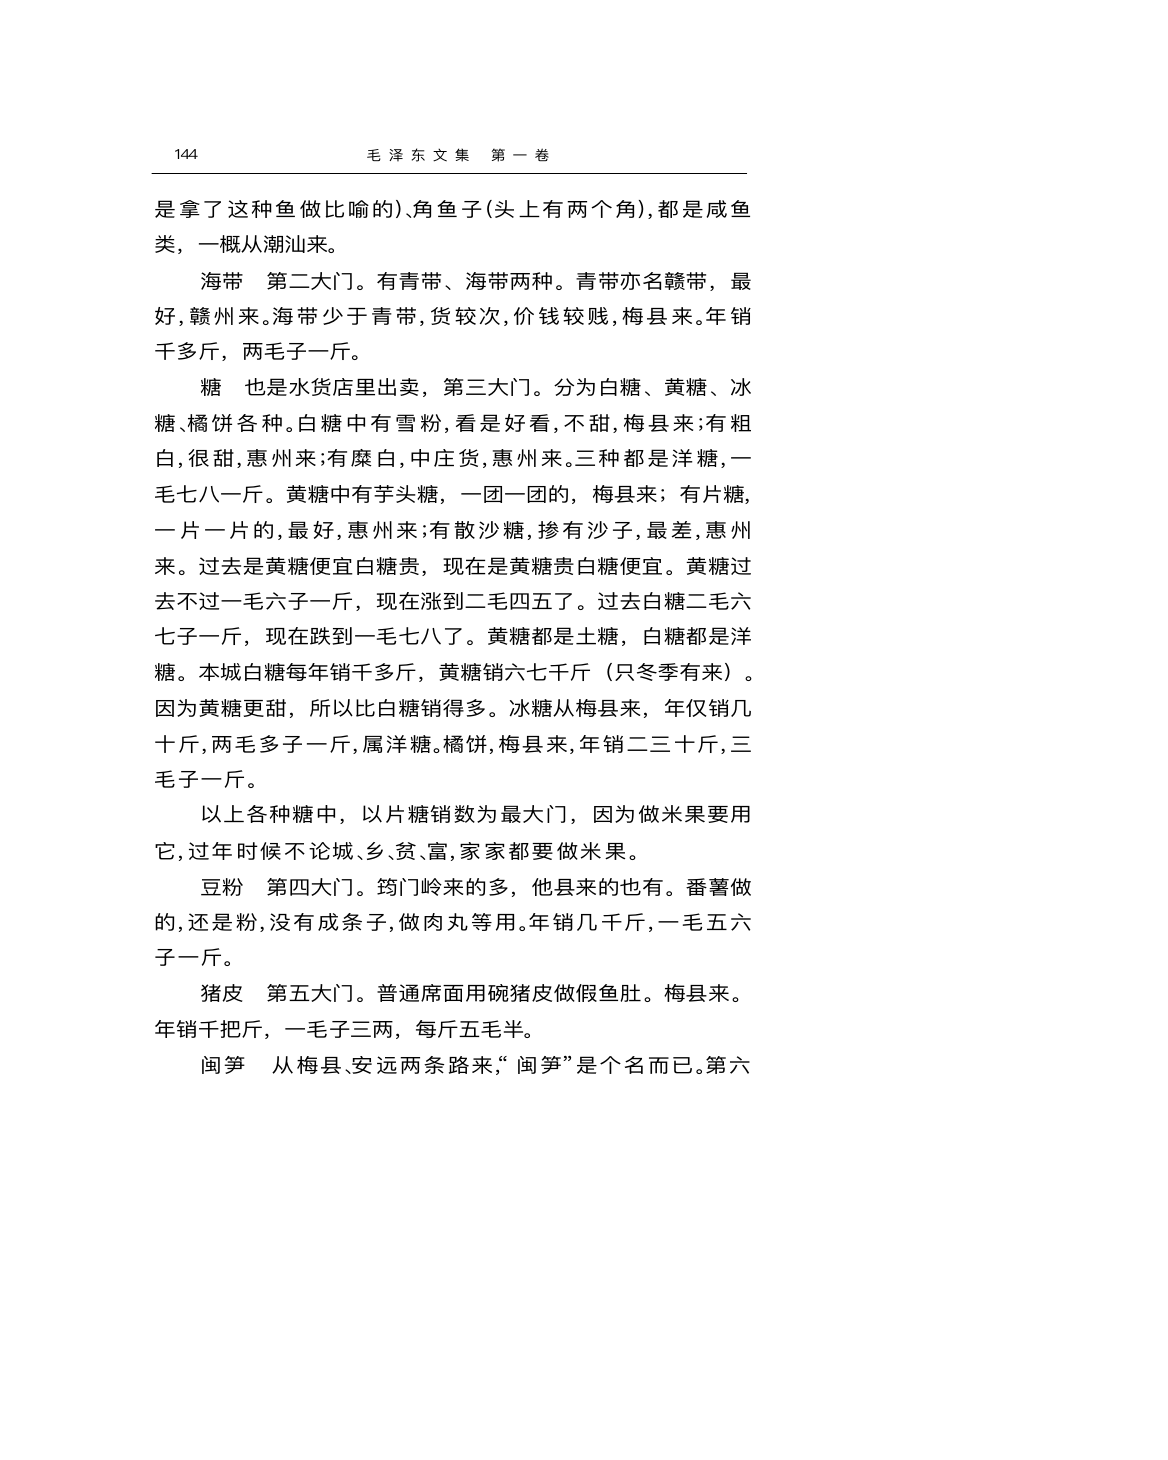 144 毛泽东文集 第一卷
是拿了这种鱼做比喻的)、角鱼子(头上有两个角),都是咸鱼
类，一概从潮汕来。
海带　第二大门。有青带、海带两种。青带亦名赣带，最
好,赣州来。海带少于青带,货较次,价钱较贱,梅县来。年销
千多斤，两毛子一斤。
糖　也是水货店里出卖，第三大门。分为白糖、黄糖、冰
糖、橘饼各种。白糖中有雪粉,看是好看,不甜,梅县来;有粗
白,很甜,惠州来;有糜白,中庄货,惠州来。三种都是洋糖,一
毛七八一斤。黄糖中有芋头糖，一团一团的，梅县来；有片糖,
一片一片的,最好,惠州来;有散沙糖,掺有沙子,最差,惠州
来。过去是黄糖便宜白糖贵，现在是黄糖贵白糖便宜。黄糖过
去不过一毛六子一斤，现在涨到二毛四五了。过去白糖二毛六
七子一斤，现在跌到一毛七八了。黄糖都是土糖，白糖都是洋
糖。本城白糖每年销千多斤，黄糖销六七千斤（只冬季有来）。
因为黄糖更甜，所以比白糖销得多。冰糖从梅县来，年仅销几
十斤,两毛多子一斤,属洋糖。橘饼,梅县来,年销二三十斤,三
毛子一斤。
以上各种糖中，以片糖销数为最大门，因为做米果要用
它,过年时候不论城、乡、贫、富,家家都要做米果。
豆粉　第四大门。筠门岭来的多，他县来的也有。番薯做
的,还是粉,没有成条子,做肉丸等用。年销几千斤,一毛五六
子一斤。
猪皮　第五大门。普通席面用碗猪皮做假鱼肚。梅县来。
年销千把斤，一毛子三两，每斤五毛半。
闽笋　从梅县、安远两条路来,“闽笋”是个名而已。第六